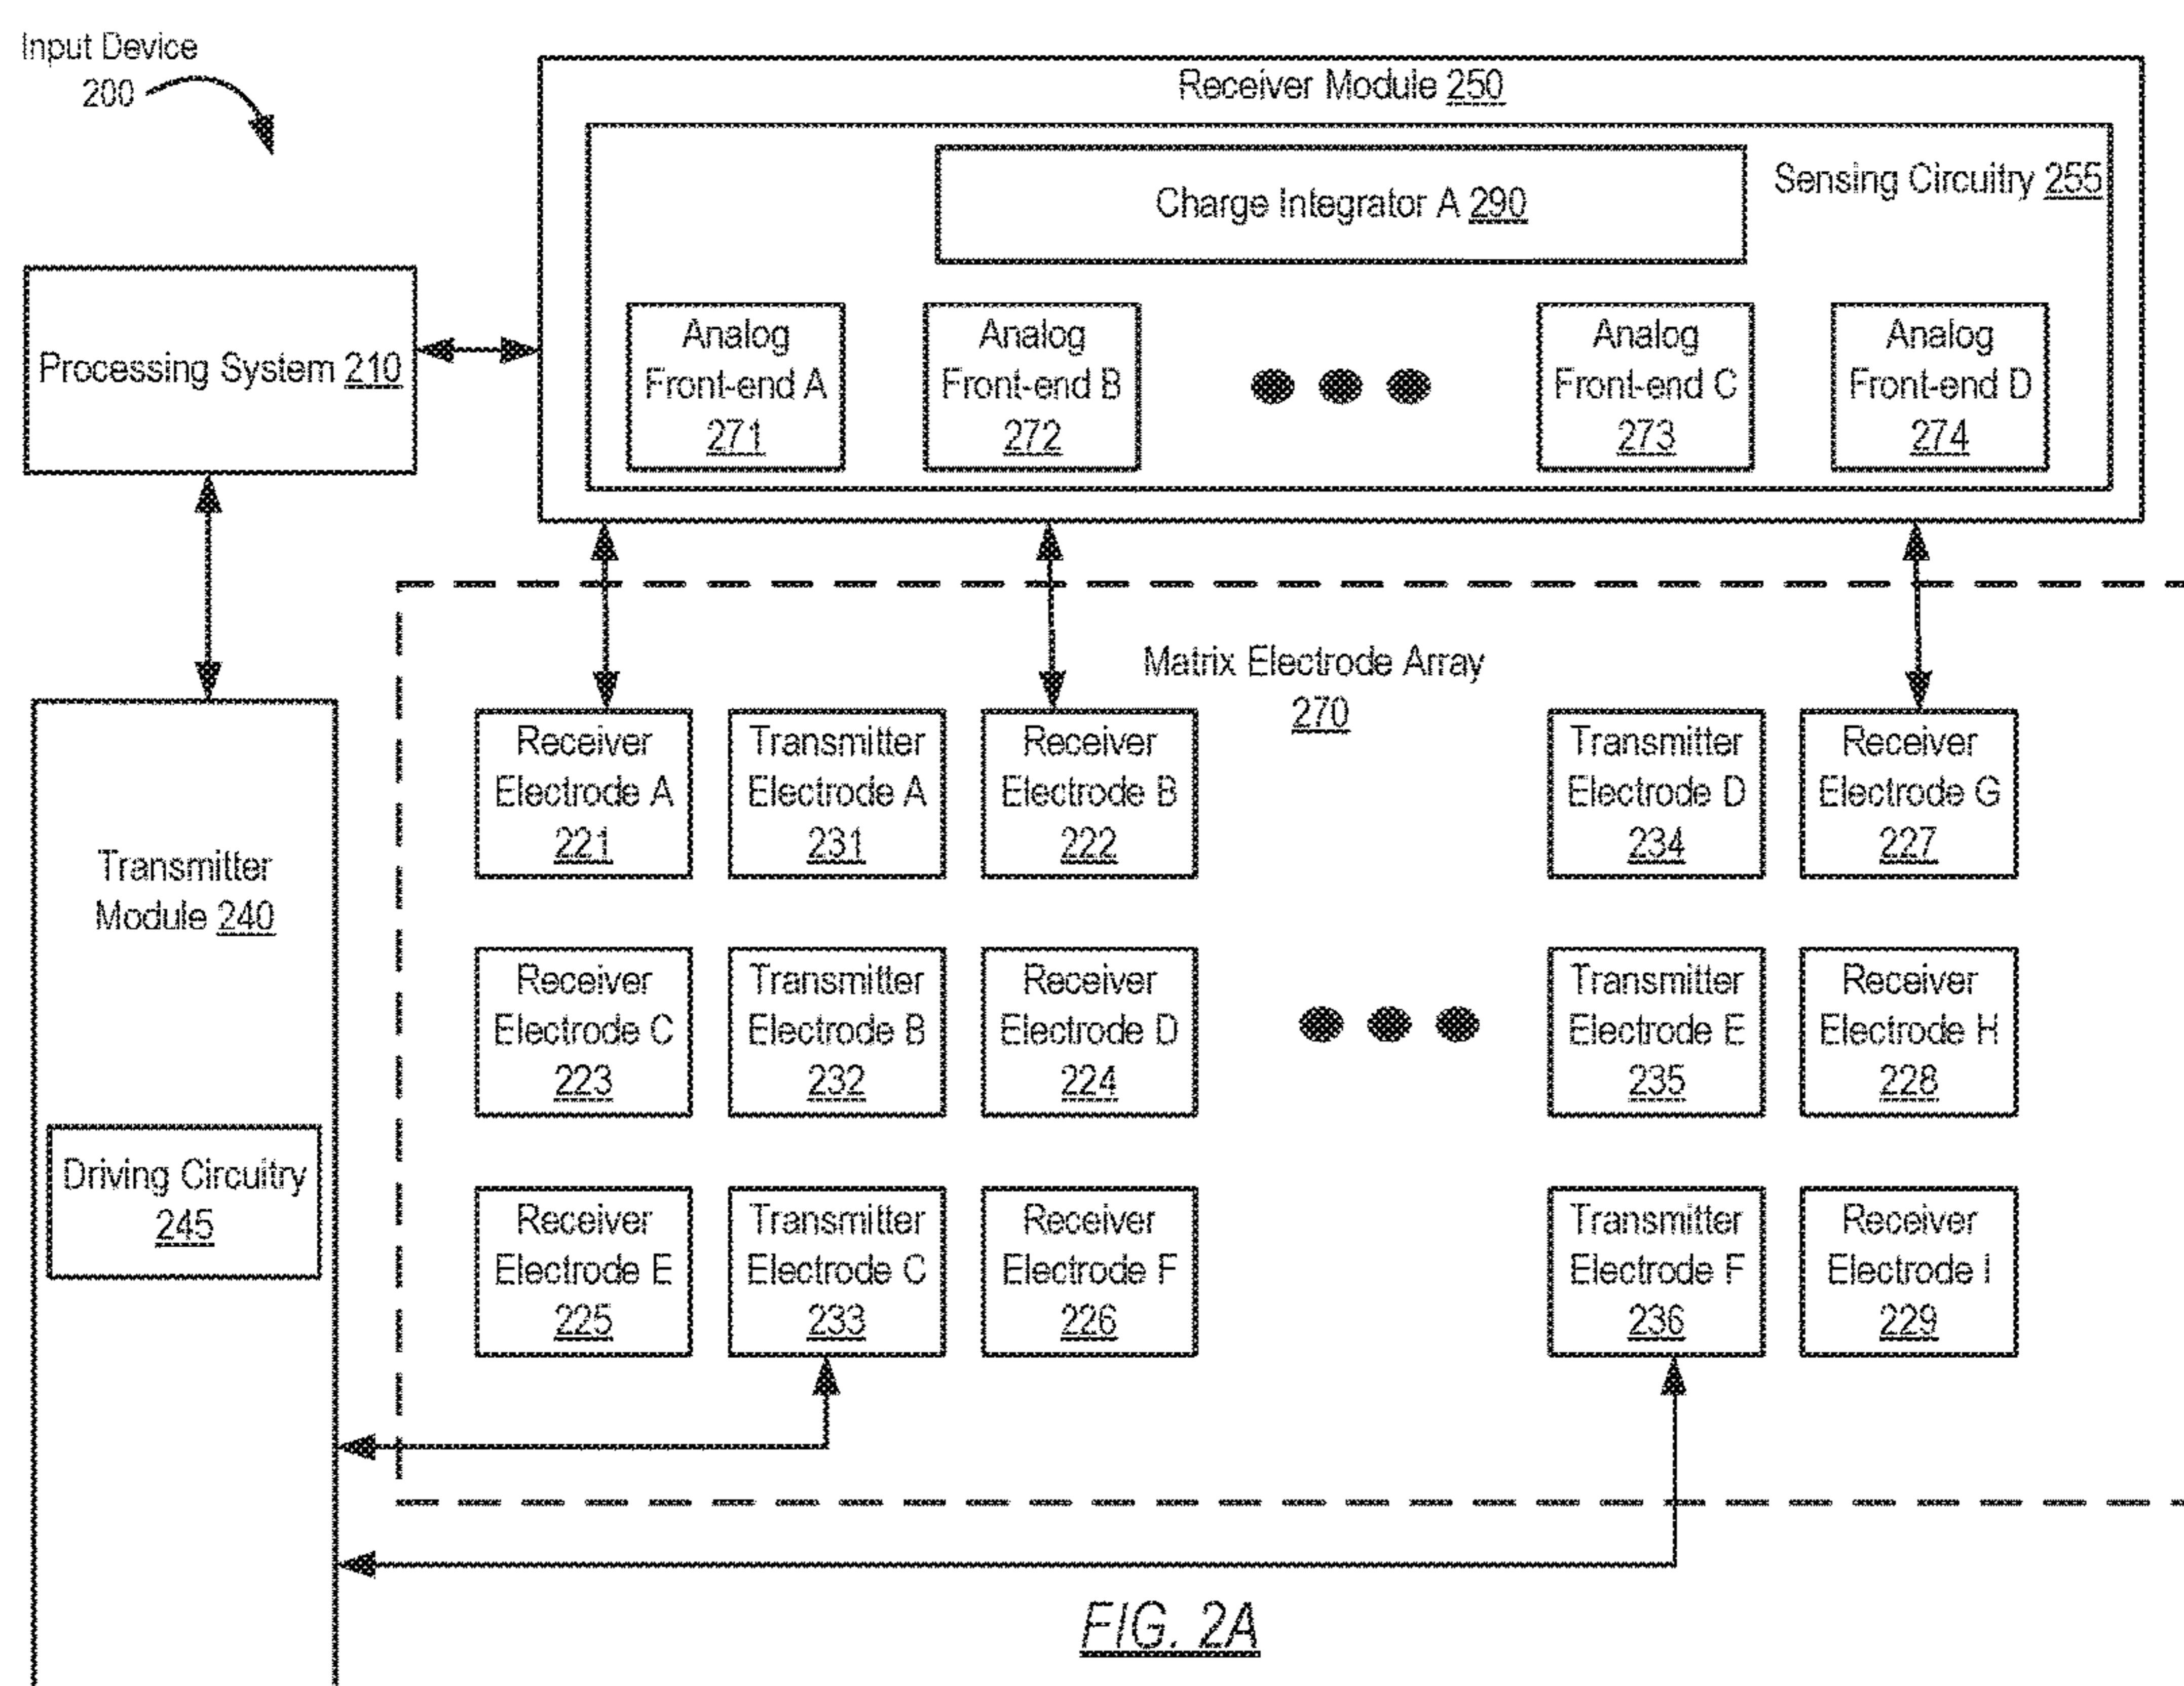 Input Device
200
Receiver Module 250
Sensing Circuitry 255
Charge Integrator A 290
Processing System 210
Analog
Front-end A
271
Analog
Front-end B
272
Analog
Front-end C
273
Analog
Front-end D
274
Matrix Electrode Array
270
Transmitter
Module 240
Driving Circuitry
245
Receiver
Electrode A
221
Transmitter
Electrode A
231
Receiver
Electrode B
222
Transmitter
Electrode D
234
Receiver
Electrode G
227
Receiver
Electrode C
223
Transmitter
Electrode B
232
Receiver
Electrode D
224
Transmitter
Electrode E
235
Receiver
Electrode H
228
Receiver
Electrode E
225
Transmitter
Electrode C
233
Receiver
Electrode F
226
Transmitter
Electrode F
236
Receiver
Electrode I
229
FIG. 2A